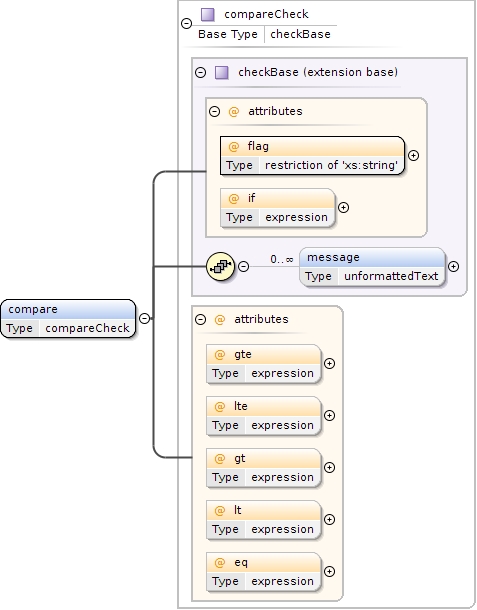 compareCheck
Base Type checkBase
checkBase (extension base)
@ attributes
@ flag
Type restriction of 'xs:string'
@ if
Type expression
0..∞
message
Type unformattedText
compare
Type compareCheck
@ attributes
@ gte
Type expression
@ lte
Type expression
@ gt
Type expression
@ lt
Type expression
@ eq
Type expression